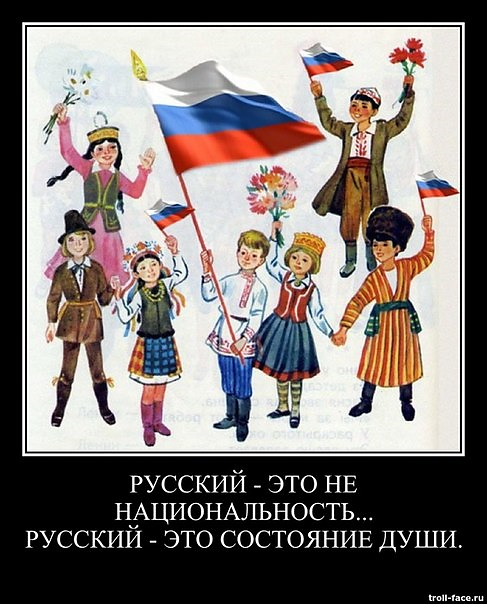 РУССКИЙ - ЭТО НЕ
НАЦИОНАЛЬНОСТЬ...
РУССКИЙ - ЭТО СОСТОЯНИЕ ДУШИ.
troll-face.ru